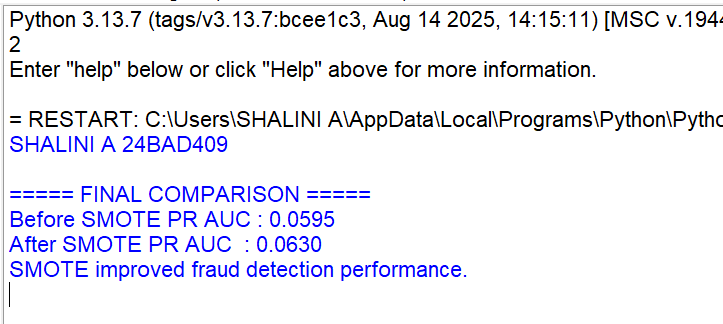 Python 3.13.7 (tags/v3.13.7:bcee1c3, Aug 14 2025, 14:15:11) [MSC v.194
2
Enter "help" below or click "Help" above for more information.
= RESTART: C:\Users\SHALINI A\AppData\Local\Programs\Python\Pytho
SHALINI A 24BAD409
===== FINAL COMPARISON =====
Before SMOTE PR AUC : 0.0595
After SMOTE PR AUC  : 0.0630
SMOTE improved fraud detection performance.